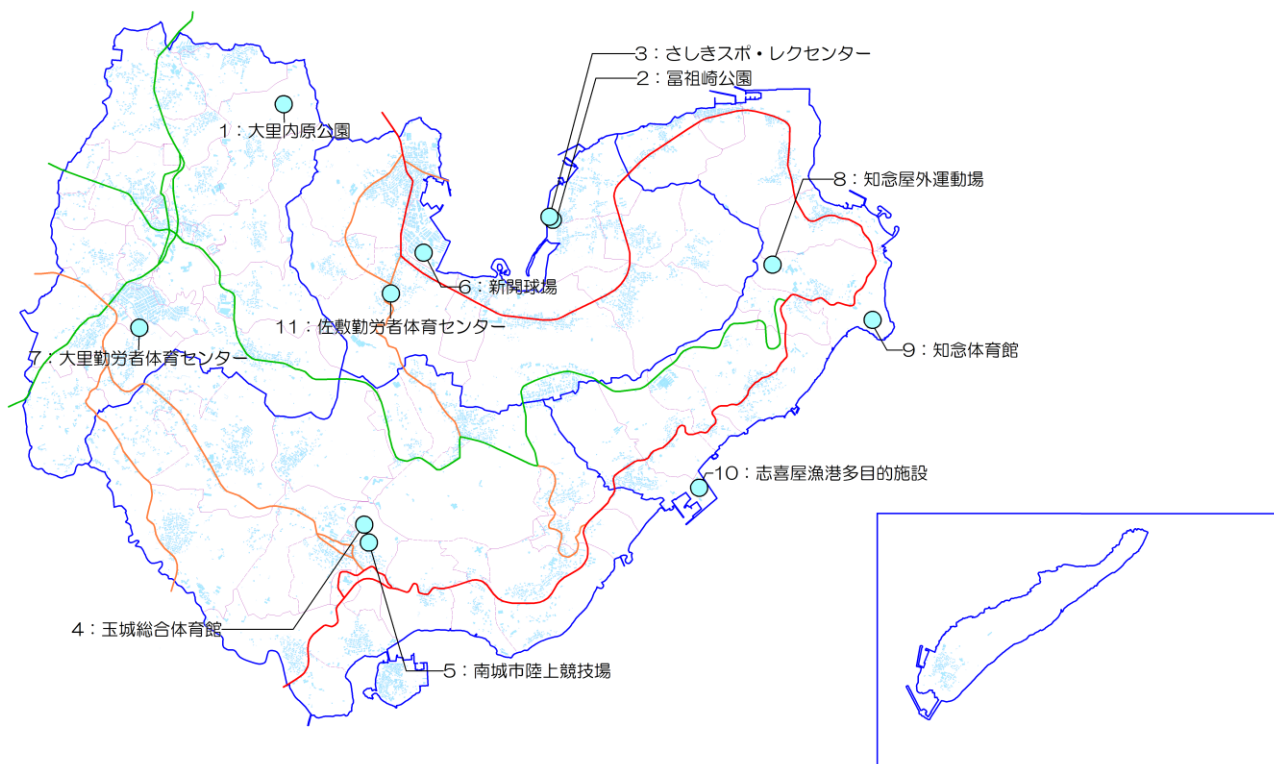 3：さしきスポ・レクセンター
2：冨祖崎公園
1：大里内原公園
8：知念屋外運動場
6：新開球場
11：佐敷勤労者体育センター
9：知念体育館
7：大里勤労者体育センター
10：志喜屋漁港多目的施設
4：玉城総合体育館
5：南城市陸上競技場